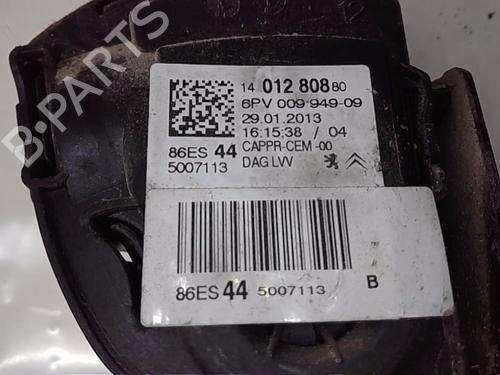 12
14 012 808 80
6PV 009 949-09
29.01.2013
16:15:38 / 04
86ES 44 CAPPR-CEM -00
5007113 DAG LVV
86ES 44 5007113 B
B-PARTS